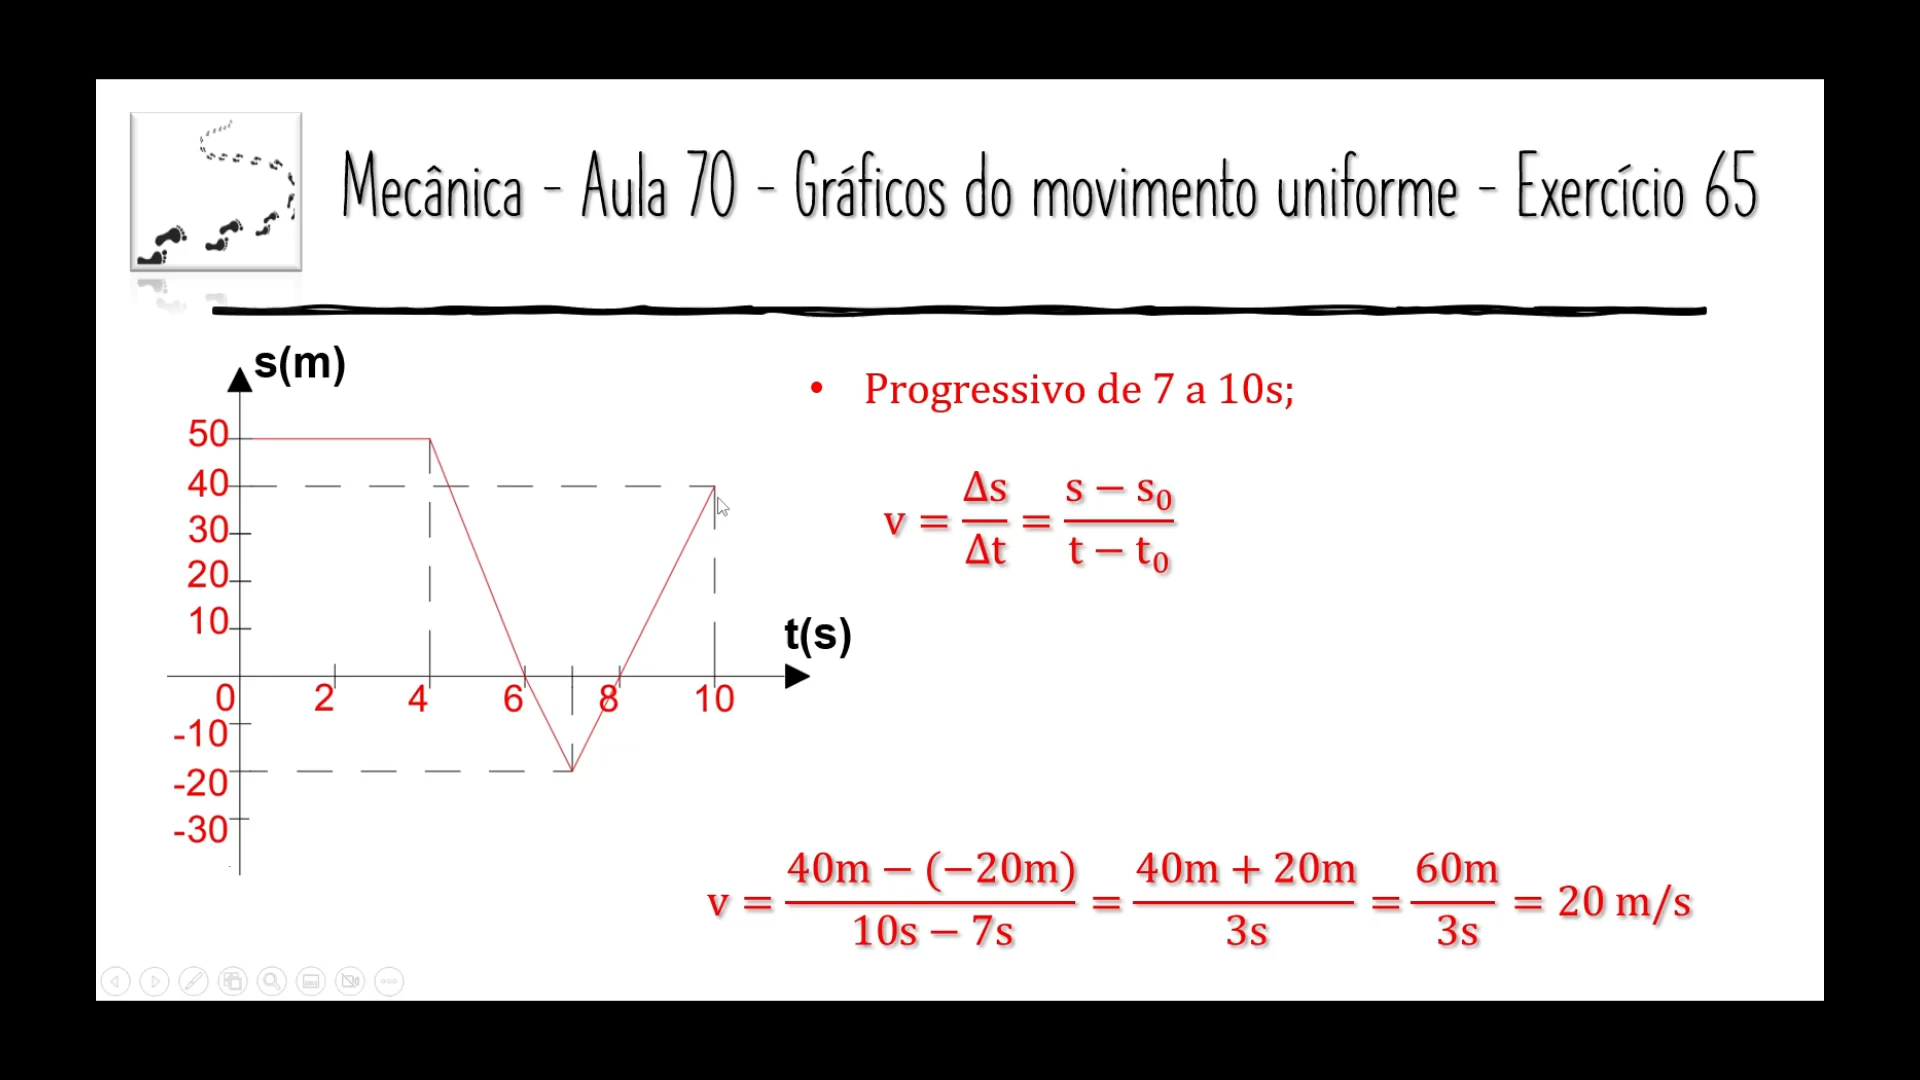 Mecânica - Aula 70 - Gráficos do movimento uniforme - Exercício 65
s(m)
50
40
30
20
10
0 2 4 6 8 10
t(s)
-10
-20
-30
• Progressivo de 7 a 10s;
v = Δs/Δt = (s − s₀)/(t − t₀)
v = (40m − (−20m))/(10s − 7s) = (40m + 20m)/3s = 60m/3s = 20 m/s